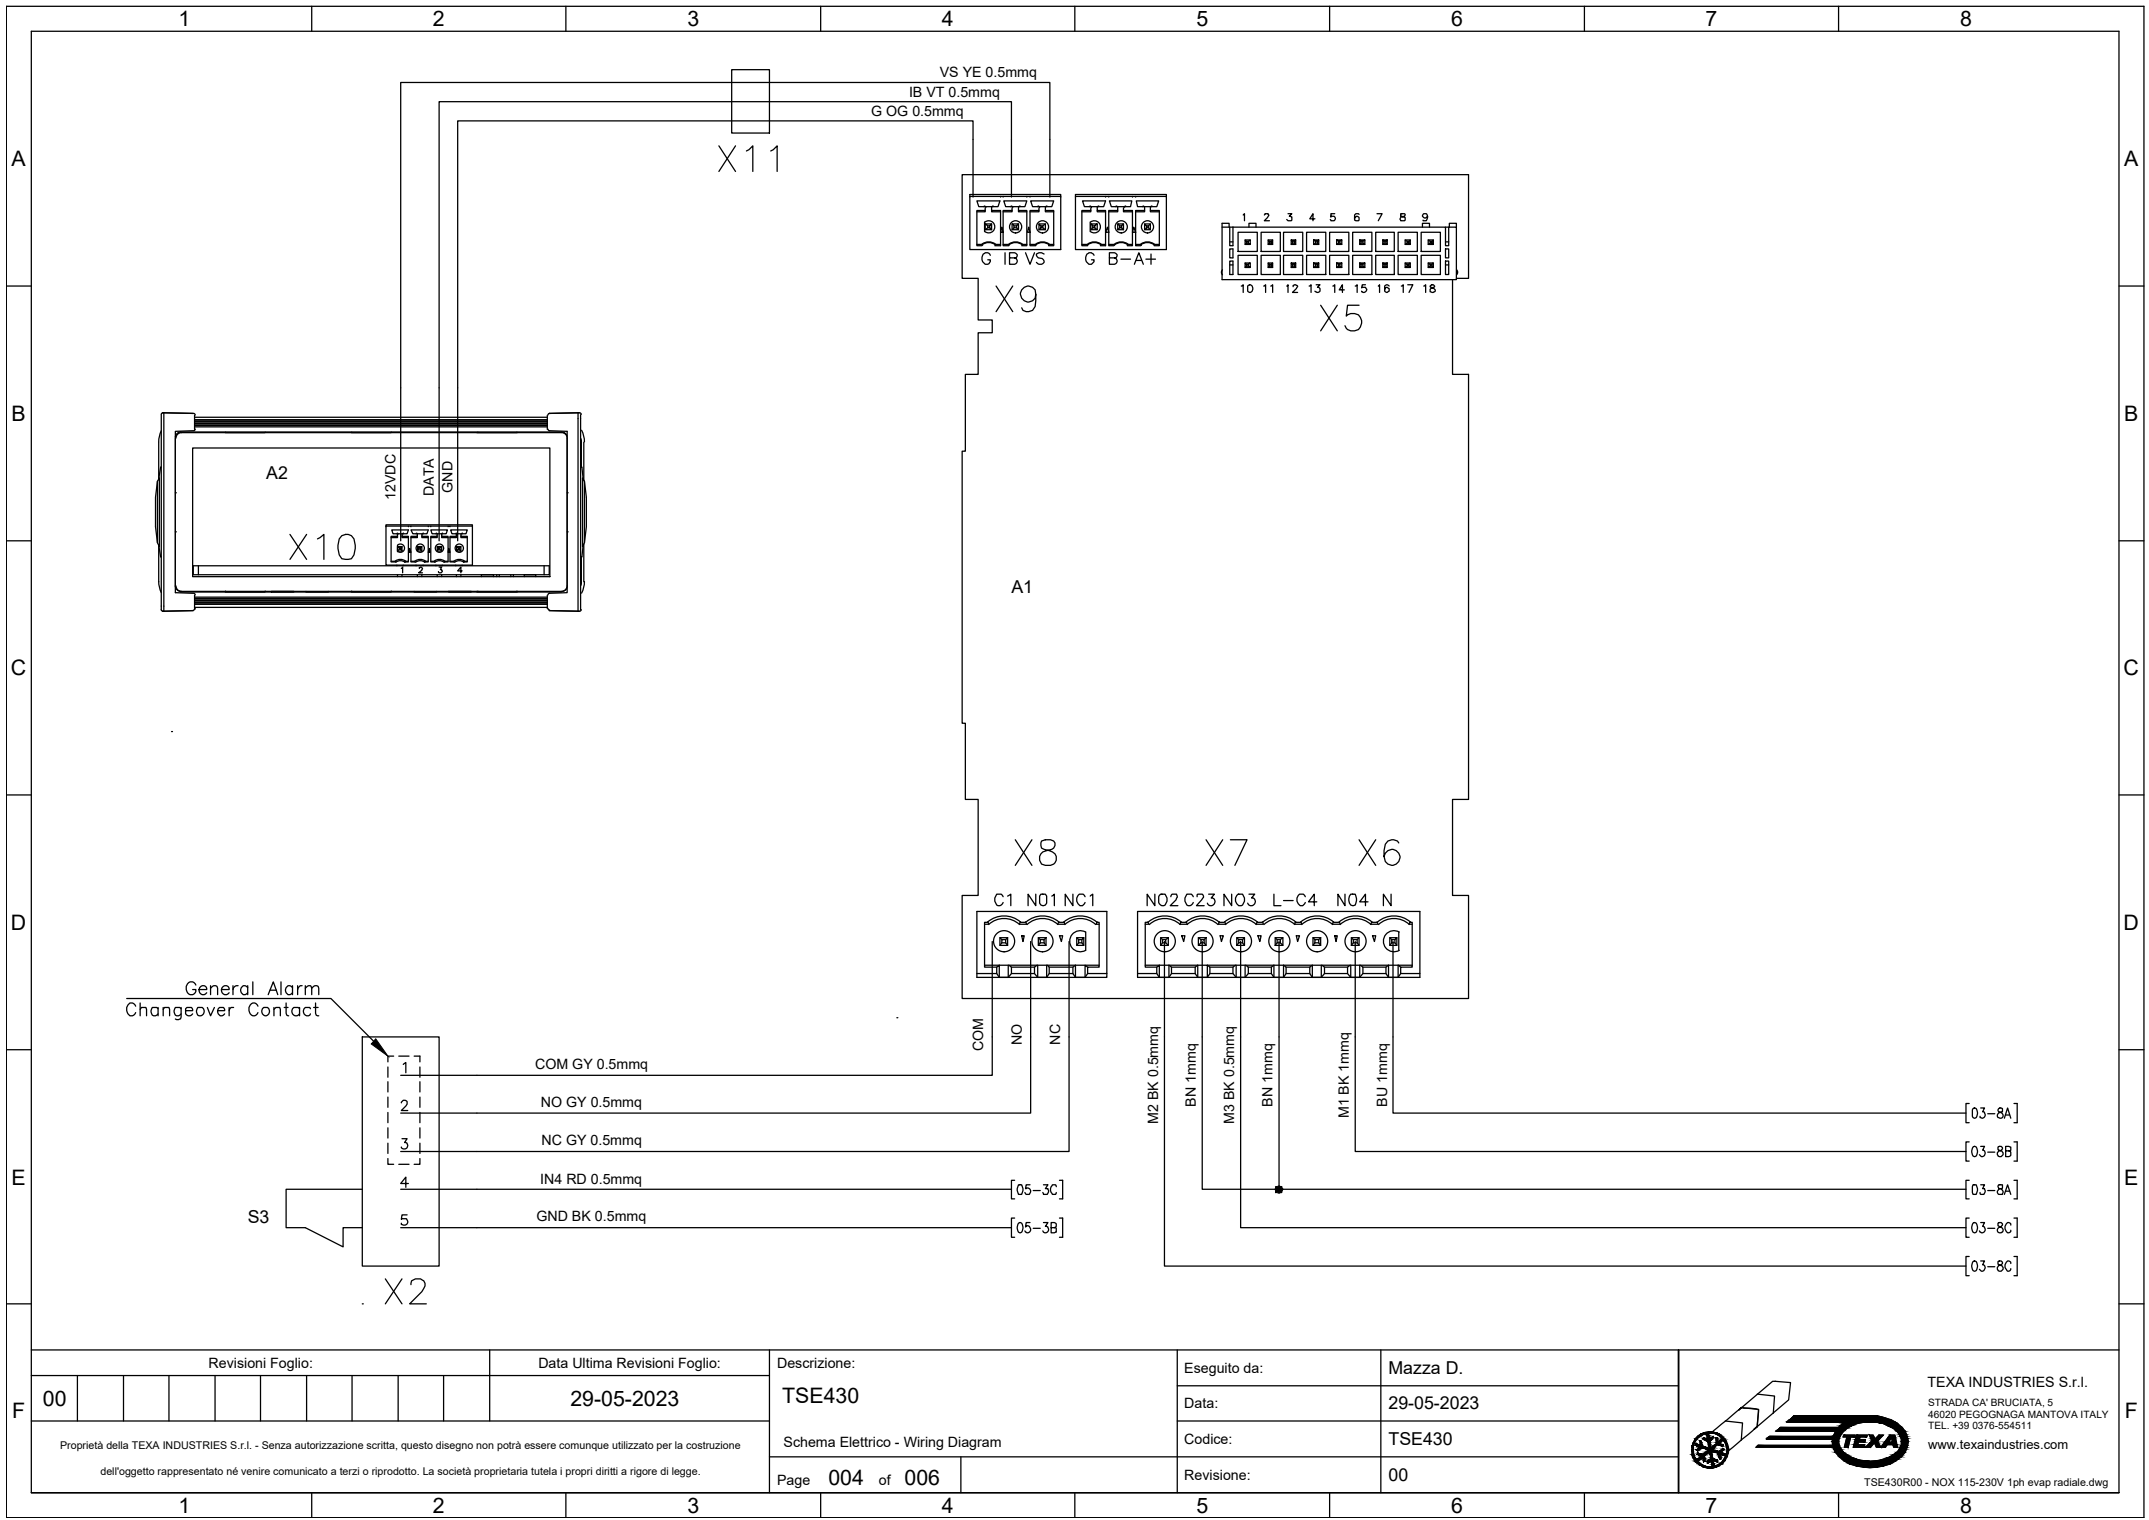 1 2 3 4 5 6 7 8
VS YE 0.5mmq
IB VT 0.5mmq
G OG 0.5mmq
X11
A A
1 2 3 4 5 6 7 8 9
G IB VS G B-A+
10 11 12 13 14 15 16 17 18
X9
X5
B B
A2
12VDC
DATA
GND
X10
1 2 3 4
A1
C C
X8 X7 X6
C1 NO1 NC1 NO2 C23 NO3 L-C4 NO4 N
D D
General Alarm
Changeover Contact
COM
NO
NC
M2 BK 0.5mmq
BN 1mmq
M3 BK 0.5mmq
BN 1mmq
M1 BK 1mmq
BU 1mmq
1 COM GY 0.5mmq
2 NO GY 0.5mmq [03-8A]
3 NC GY 0.5mmq [03-8B]
E E
4 IN4 RD 0.5mmq [05-3C] [03-8A]
S3
5 GND BK 0.5mmq [05-3B] [03-8C]
[03-8C]
X2
F F
Revisioni Foglio: Data Ultima Revisioni Foglio:
00 29-05-2023
Proprietà della TEXA INDUSTRIES S.r.l. - Senza autorizzazione scritta, questo disegno non potrà essere comunque utilizzato per la costruzione
dell'oggetto rappresentato né venire comunicato a terzi o riprodotto. La società proprietaria tutela i propri diritti a rigore di legge.
Descrizione:
TSE430
Schema Elettrico - Wiring Diagram
Page 004 of 006
Eseguito da: Mazza D.
Data: 29-05-2023
Codice: TSE430
Revisione: 00
TEXA
TEXA INDUSTRIES S.r.l.
STRADA CA' BRUCIATA, 5
46020 PEGOGNAGA MANTOVA ITALY
TEL. +39 0376-554511
www.texaindustries.com
TSE430R00 - NOX 115-230V 1ph evap radiale.dwg
1 2 3 4 5 6 7 8